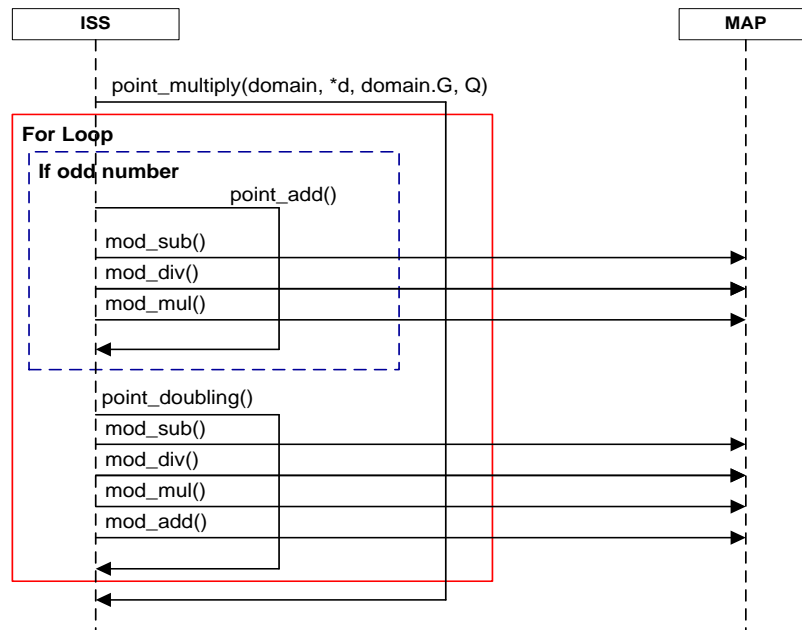 ISS
MAP
point_multiply(domain, *d, domain.G, Q)
For Loop
If odd number
point_add()
mod_sub()
mod_div()
mod_mul()
point_doubling()
mod_sub()
mod_div()
mod_mul()
mod_add()